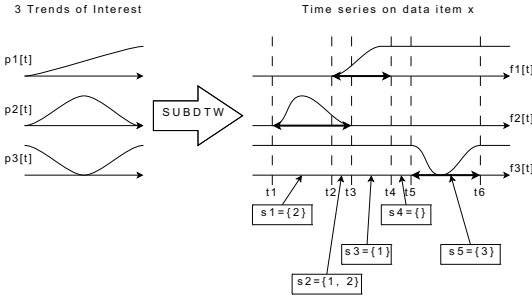 3 Trends of Interest
Time series on data item x
p1[t]
p2[t]
p3[t]
SUBDTW
f1[t]
f2[t]
f3[t]
t1
t2
t3
t4
t5
t6
s1={2}
s4={}
s3={1}
s5={3}
s2={1, 2}